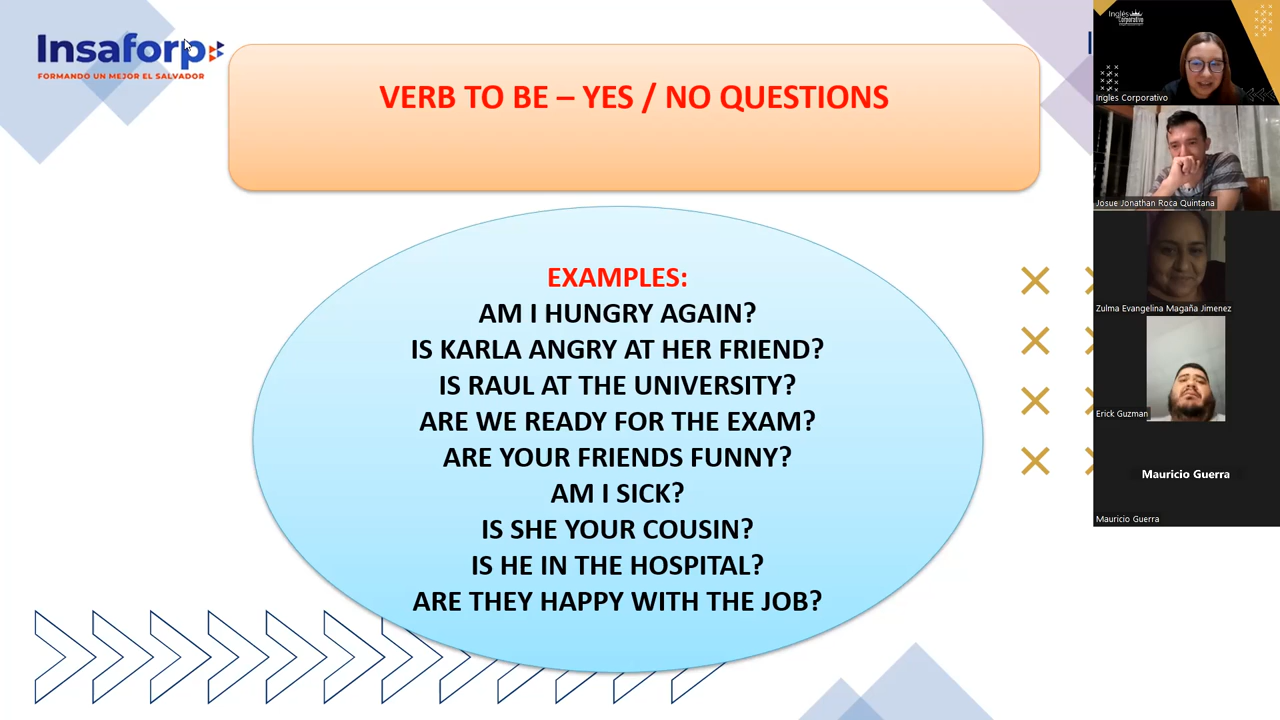 Insaforp
FORMANDO UN MEJOR EL SALVADOR
VERB TO BE – YES / NO QUESTIONS
EXAMPLES:
AM I HUNGRY AGAIN?
IS KARLA ANGRY AT HER FRIEND?
IS RAUL AT THE UNIVERSITY?
ARE WE READY FOR THE EXAM?
ARE YOUR FRIENDS FUNNY?
AM I SICK?
IS SHE YOUR COUSIN?
IS HE IN THE HOSPITAL?
ARE THEY HAPPY WITH THE JOB?
Inglés
Corporativo
Ingles Corporativo
Josue Jonathan Roca Quintana
Zulma Evangelina Magaña Jimenez
Erick Guzman
Mauricio Guerra
Mauricio Guerra